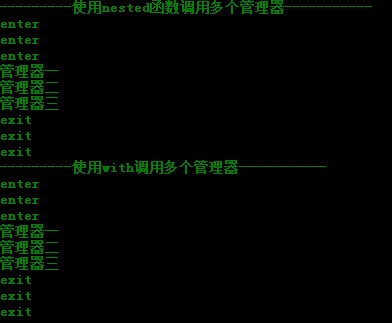 ---------使用nested函数调用多个管理器-----------
enter
enter
enter
管理器一
管理器二
管理器三
exit
exit
exit
---------使用with调用多个管理器-----------
enter
enter
enter
管理器一
管理器二
管理器三
exit
exit
exit